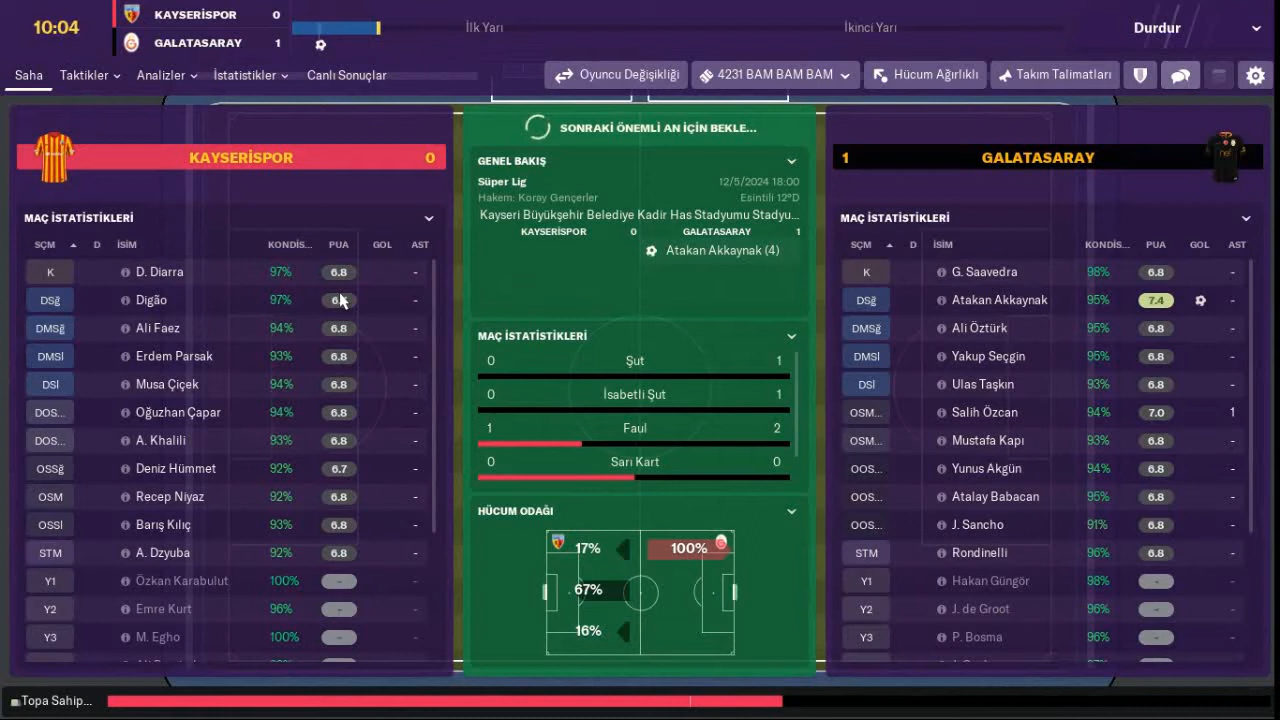 10:04
KAYSERİSPOR 0
GALATASARAY 1
İlk Yarı
İkinci Yarı
Durdur
Saha Taktikler Analizler İstatistikler Canlı Sonuçlar
Oyuncu Değişikliği
4231 BAM BAM BAM
Hücum Ağırlıklı
Takım Talimatları
KAYSERİSPOR 0
MAÇ İSTATİSTİKLERİ
SÇM D İSİM KONDİS... PUA GOL AST
K D. Diarra 97% 6.8 -
DSğ Digão 97% -
DMSğ Ali Faez 94% 6.8 -
DMSl Erdem Parsak 93% 6.8 -
DSl Musa Çiçek 94% 6.8 -
DOS... Oğuzhan Çapar 94% 6.8 -
DOS... A. Khalili 93% 6.8 -
OSSğ Deniz Hümmet 92% 6.7 -
OSM Recep Niyaz 92% 6.8 -
OSSl Barış Kılıç 93% 6.8 -
STM A. Dzyuba 92% 6.8 -
Y1 Özkan Karabulut 100% - -
Y2 Emre Kurt 96% - -
Y3 M. Egho 100% - -
SONRAKİ ÖNEMLİ AN İÇİN BEKLE...
GENEL BAKIŞ
Süper Lig 12/5/2024 18:00
Hakem: Koray Gençerler Esintili 12°D
Kayseri Büyükşehir Belediye Kadir Has Stadyumu Stadyu...
KAYSERİSPOR 0 GALATASARAY 1
Atakan Akkaynak (4)
MAÇ İSTATİSTİKLERİ
0 Şut 1
0 İsabetli Şut 1
1 Faul 2
0 Sarı Kart 0
HÜCUM ODAĞI
17% 100%
67%
16%
1 GALATASARAY
MAÇ İSTATİSTİKLERİ
SÇM D İSİM KONDİS... PUA GOL AST
K G. Saavedra 98% 6.8 -
DSğ Atakan Akkaynak 95% 7.4 -
DMSğ Ali Öztürk 95% 6.8 -
DMSl Yakup Seçgin 95% 6.8 -
DSl Ulas Taşkın 93% 6.8 -
OSM... Salih Özcan 94% 7.0 1
OSM... Mustafa Kapı 93% 6.8 -
OOS... Yunus Akgün 94% 6.8 -
OOS... Atalay Babacan 95% 6.8 -
OOS... J. Sancho 91% 6.8 -
STM Rondinelli 96% 6.8 -
Y1 Hakan Güngör 98% - -
Y2 J. de Groot 96% - -
Y3 P. Bosma 96% - -
Topa Sahip...